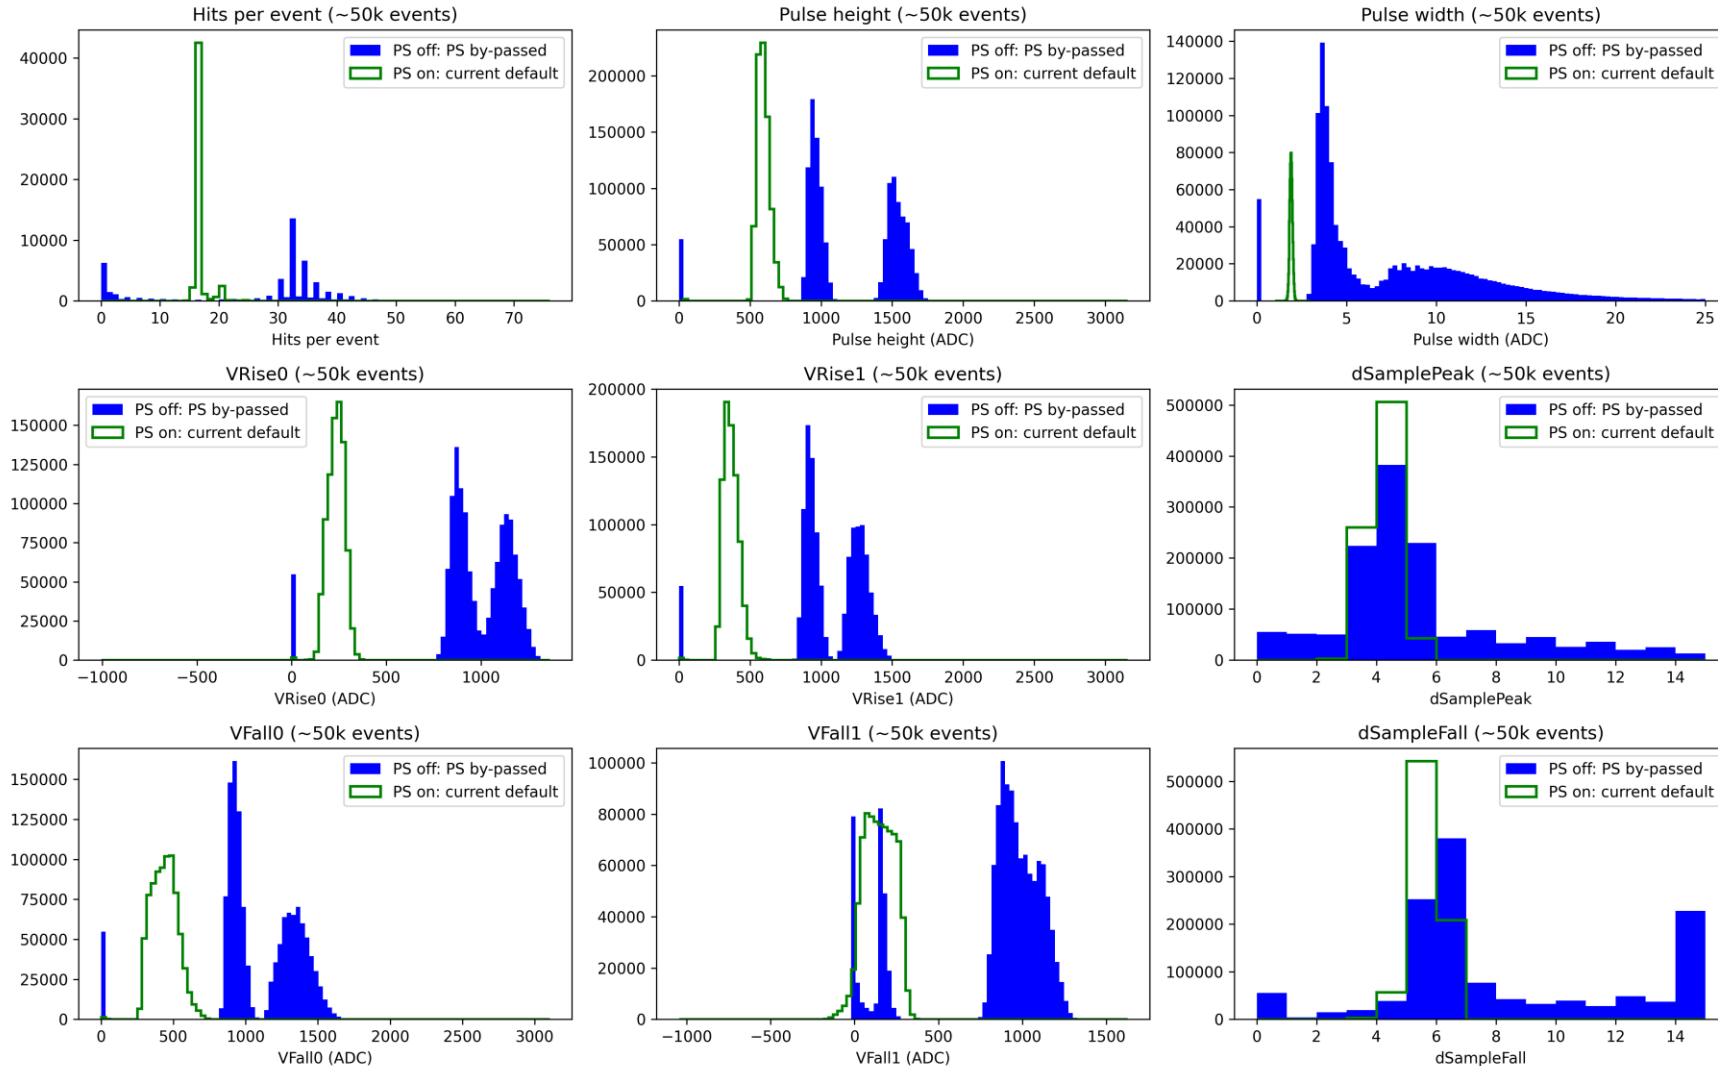 Hits per event (~50k events)
40000
30000
20000
10000
0
PS off: PS by-passed
PS on: current default
0 10 20 30 40 50 60 70
Hits per event
Pulse height (~50k events)
200000
150000
100000
50000
0
PS off: PS by-passed
PS on: current default
0 500 1000 1500 2000 2500 3000
Pulse height (ADC)
Pulse width (~50k events)
140000
120000
100000
80000
60000
40000
20000
0
PS off: PS by-passed
PS on: current default
0 5 10 15 20 25
Pulse width (ADC)
VRise0 (~50k events)
150000
125000
100000
75000
50000
25000
0
PS off: PS by-passed
PS on: current default
−1000 −500 0 500 1000
VRise0 (ADC)
VRise1 (~50k events)
200000
150000
100000
50000
0
PS off: PS by-passed
PS on: current default
0 500 1000 1500 2000 2500 3000
VRise1 (ADC)
dSamplePeak (~50k events)
500000
400000
300000
200000
100000
0
PS off: PS by-passed
PS on: current default
0 2 4 6 8 10 12 14
dSamplePeak
VFall0 (~50k events)
150000
125000
100000
75000
50000
25000
0
PS off: PS by-passed
PS on: current default
0 500 1000 1500 2000 2500 3000
VFall0 (ADC)
VFall1 (~50k events)
100000
80000
60000
40000
20000
0
PS off: PS by-passed
PS on: current default
−1000 −500 0 500 1000 1500
VFall1 (ADC)
dSampleFall (~50k events)
500000
400000
300000
200000
100000
0
PS off: PS by-passed
PS on: current default
0 2 4 6 8 10 12 14
dSampleFall